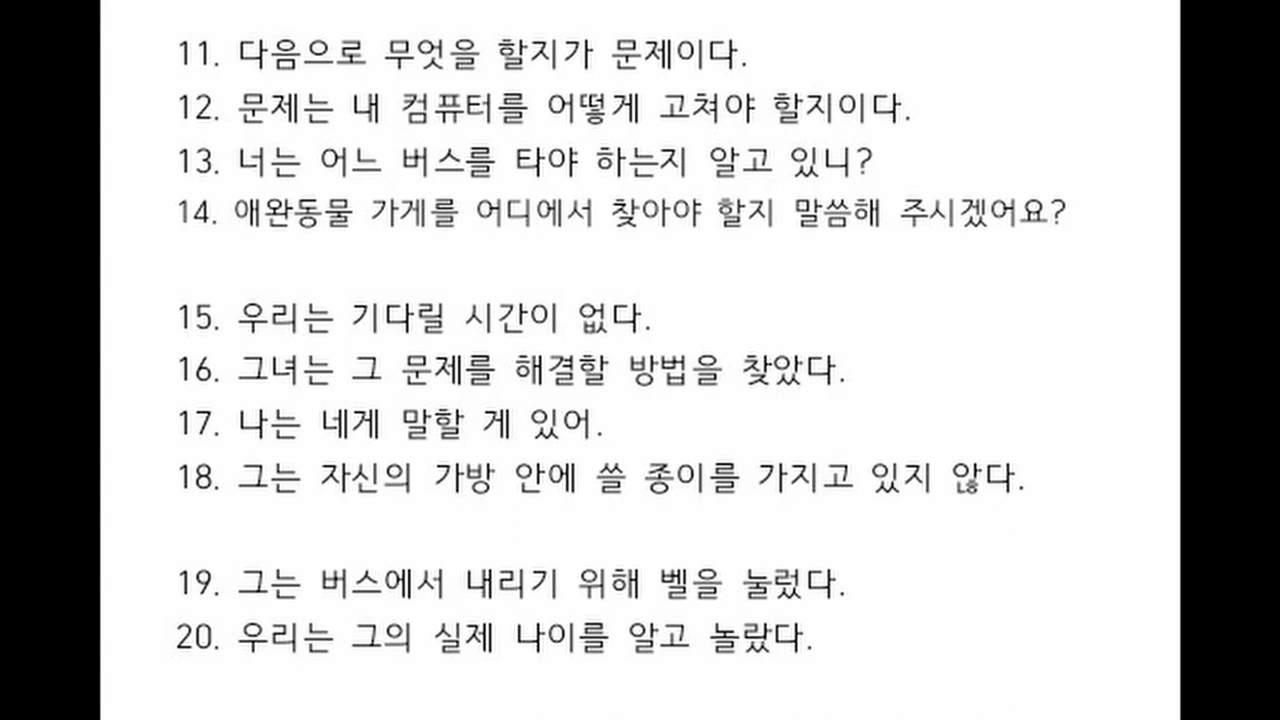 11. 다음으로 무엇을 할지가 문제이다.
12. 문제는 내 컴퓨터를 어떻게 고쳐야 할지이다.
13. 너는 어느 버스를 타야 하는지 알고 있니?
14. 애완동물 가게를 어디에서 찾아야 할지 말씀해 주시겠어요?
15. 우리는 기다릴 시간이 없다.
16. 그녀는 그 문제를 해결할 방법을 찾았다.
17. 나는 네게 말할 게 있어.
18. 그는 자신의 가방 안에 쓸 종이를 가지고 있지 않다.
19. 그는 버스에서 내리기 위해 벨을 눌렀다.
20. 우리는 그의 실제 나이를 알고 놀랐다.